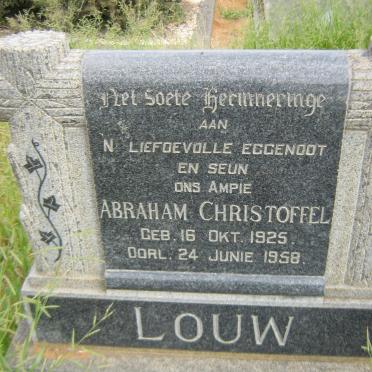 Net Soete Herinneringe
AAN
'N LIEFDEVOLLE EGGENOOT
EN SEUN
ONS AMPIE
ABRAHAM CHRISTOFFEL
GEB. 16 OKT. 1925.
OORL. 24 JUNIE 1958.
LOUW